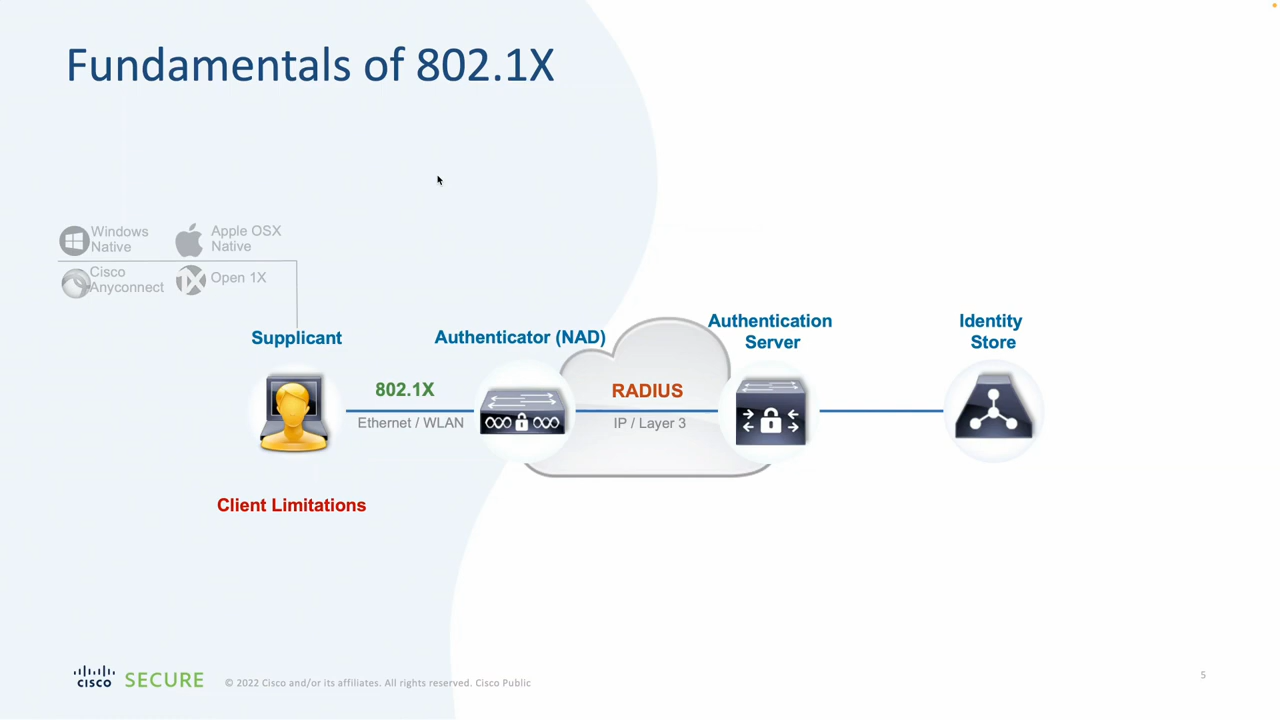 Fundamentals of 802.1X
Windows
Native
Apple OSX
Native
Cisco
Anyconnect
1X
Open 1X
Supplicant
Authenticator (NAD)
Authentication
Server
Identity
Store
802.1X
Ethernet / WLAN
RADIUS
IP / Layer 3
Client Limitations
CISCO SECURE
© 2022 Cisco and/or its affiliates. All rights reserved. Cisco Public
5